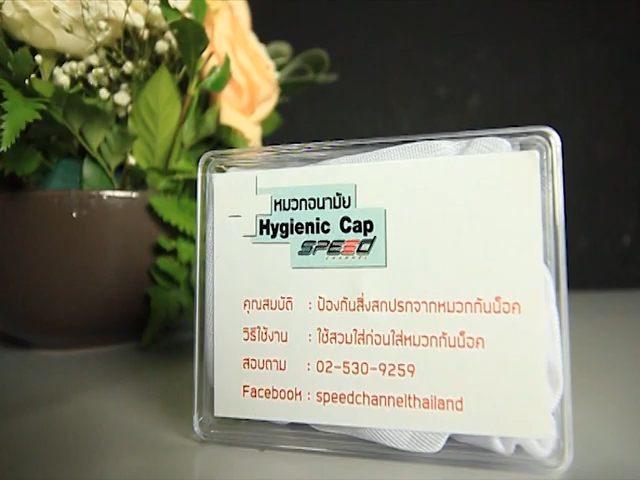 หมวกอนามัย
Hygienic Cap
SPEED
CHANNEL
คุณสมบัติ : ป้องกันสิ่งสกปรกจากหมวกกันน็อค
วิธีใช้งาน : ใช้สวมใส่ก่อนใส่หมวกกันน็อค
สอบถาม : 02-530-9259
Facebook : speedchannelthailand